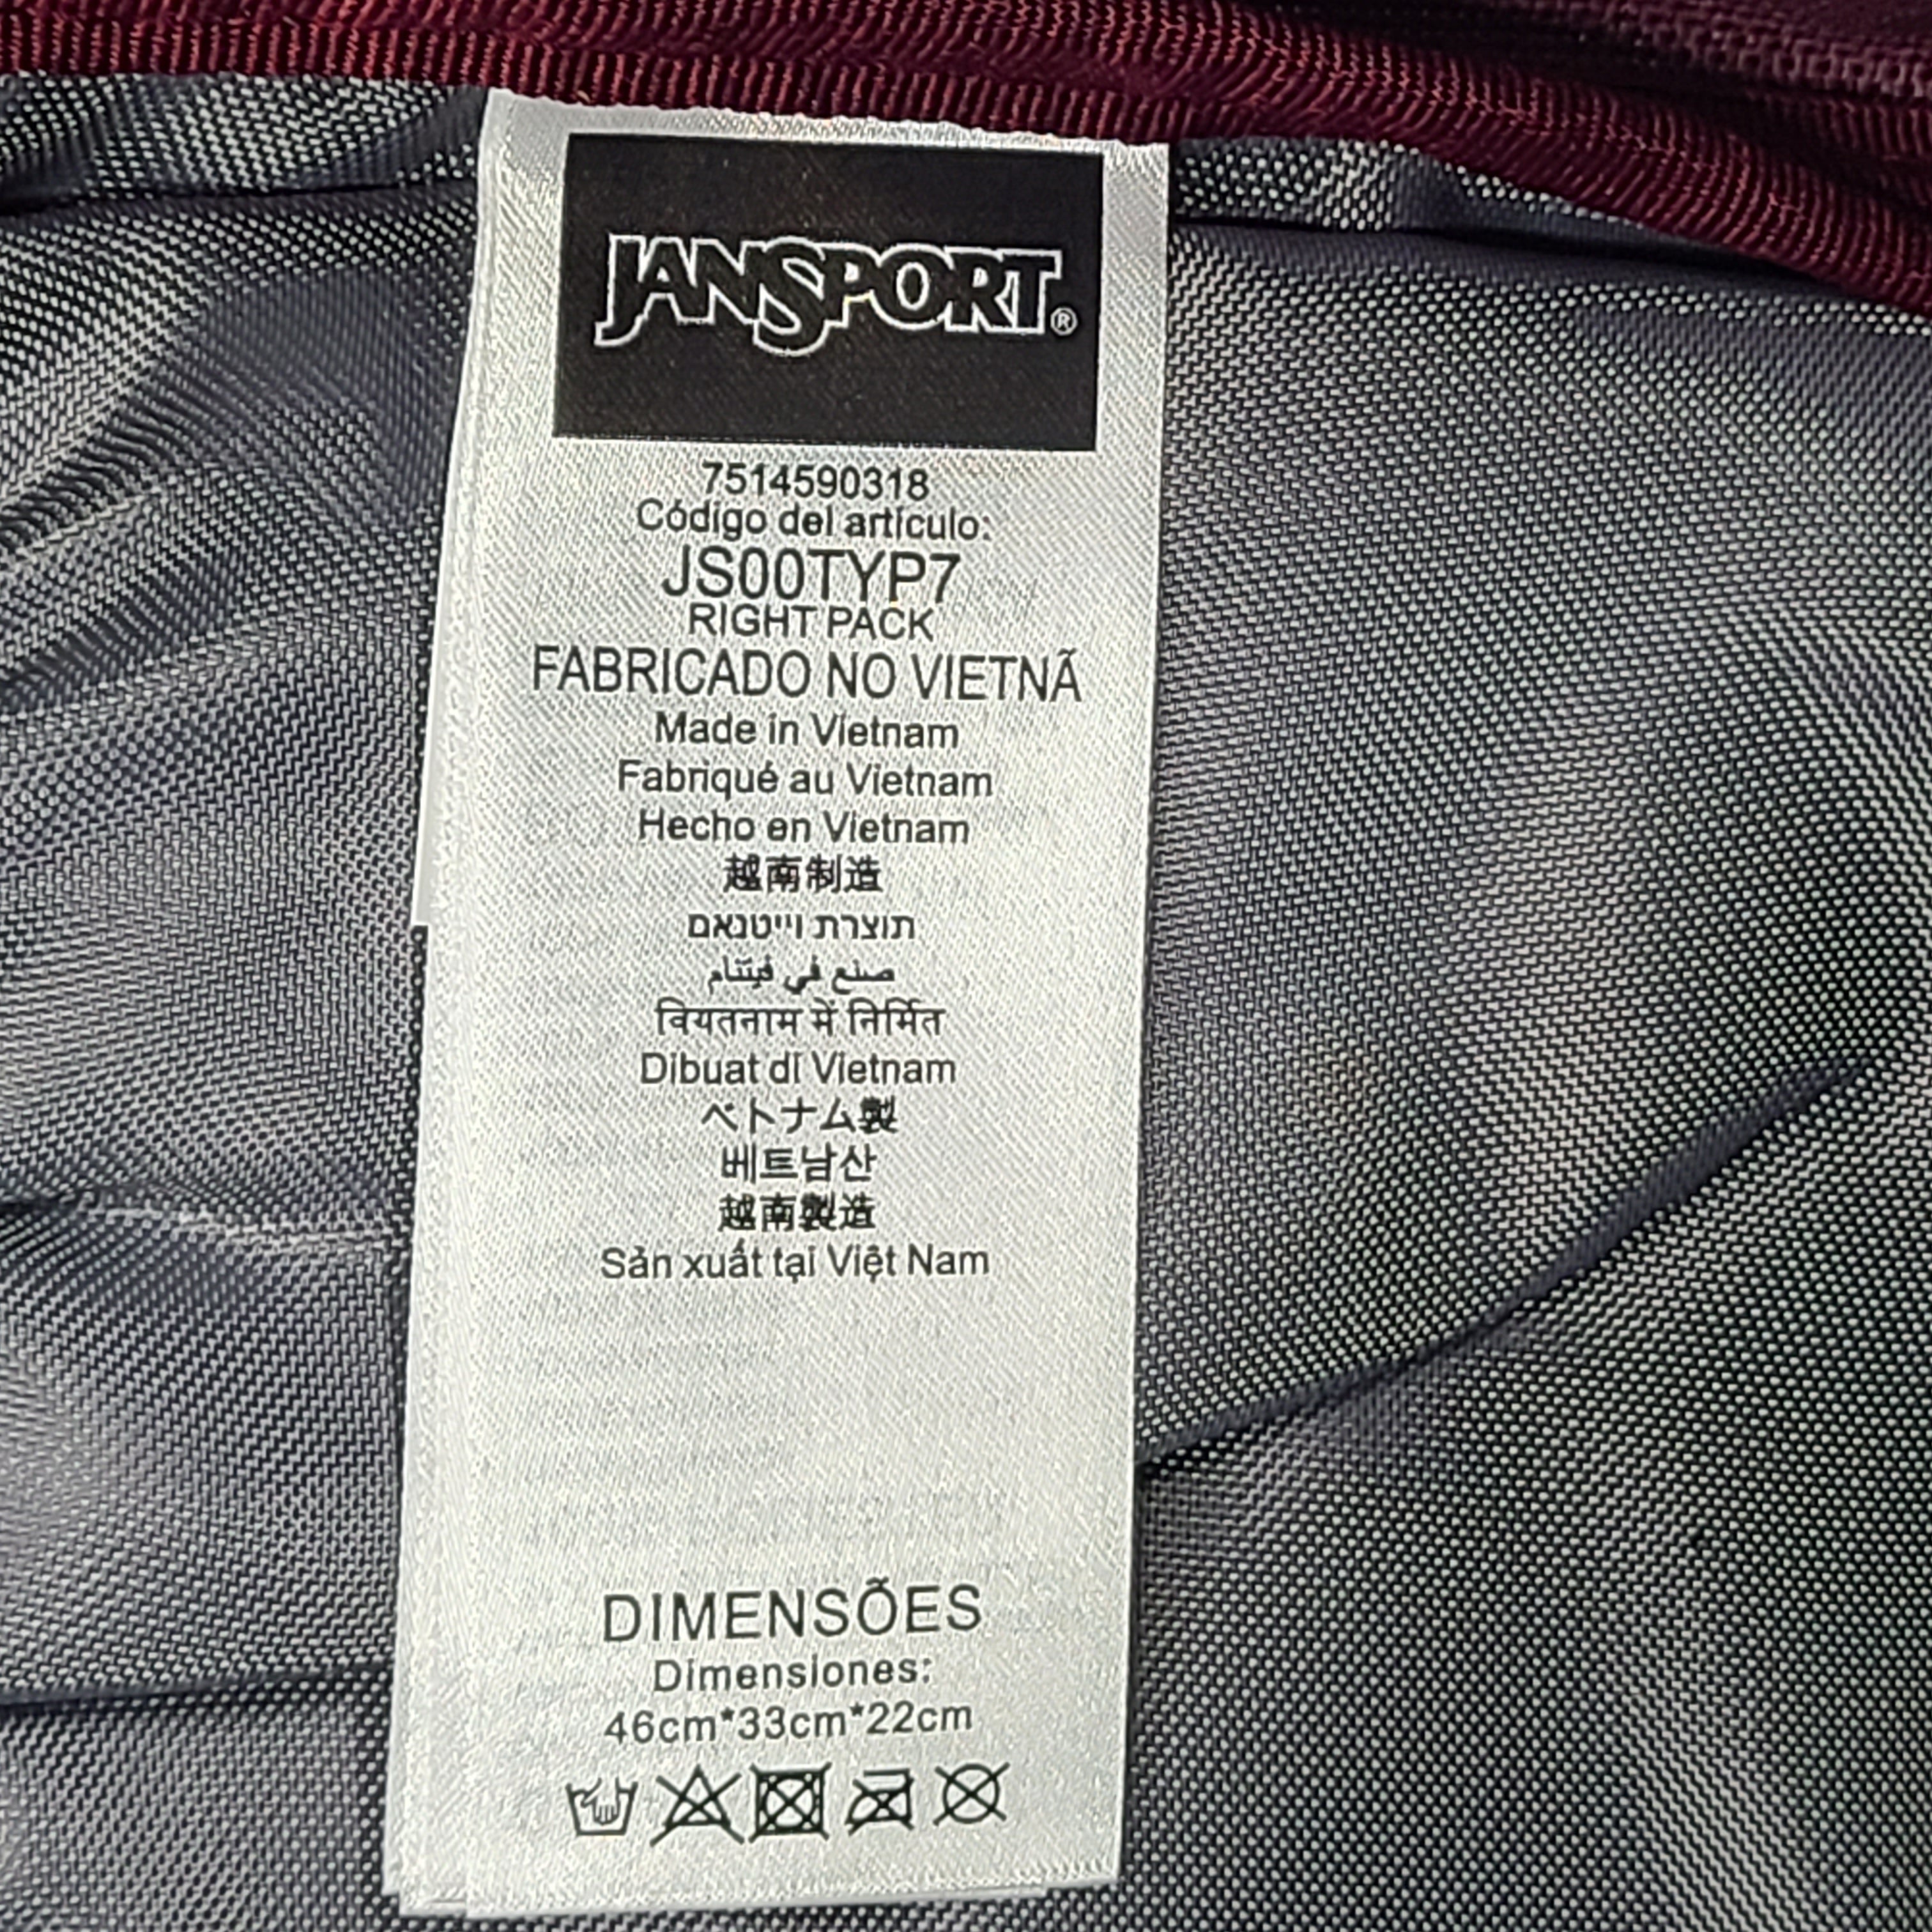 JANSPORT®
7514590318
Código del artículo:
JS00TYP7
RIGHT PACK
FABRICADO NO VIETNÃ
Made in Vietnam
Fabriqué au Vietnam
Hecho en Vietnam
越南制造
תוצרת וייטנאם
صنع في فيتنام
वियतनाम में निर्मित
Dibuat di Vietnam
ベトナム製
베트남산
越南製造
Sản xuất tại Việt Nam
DIMENSÕES
Dimensiones:
46cm*33cm*22cm